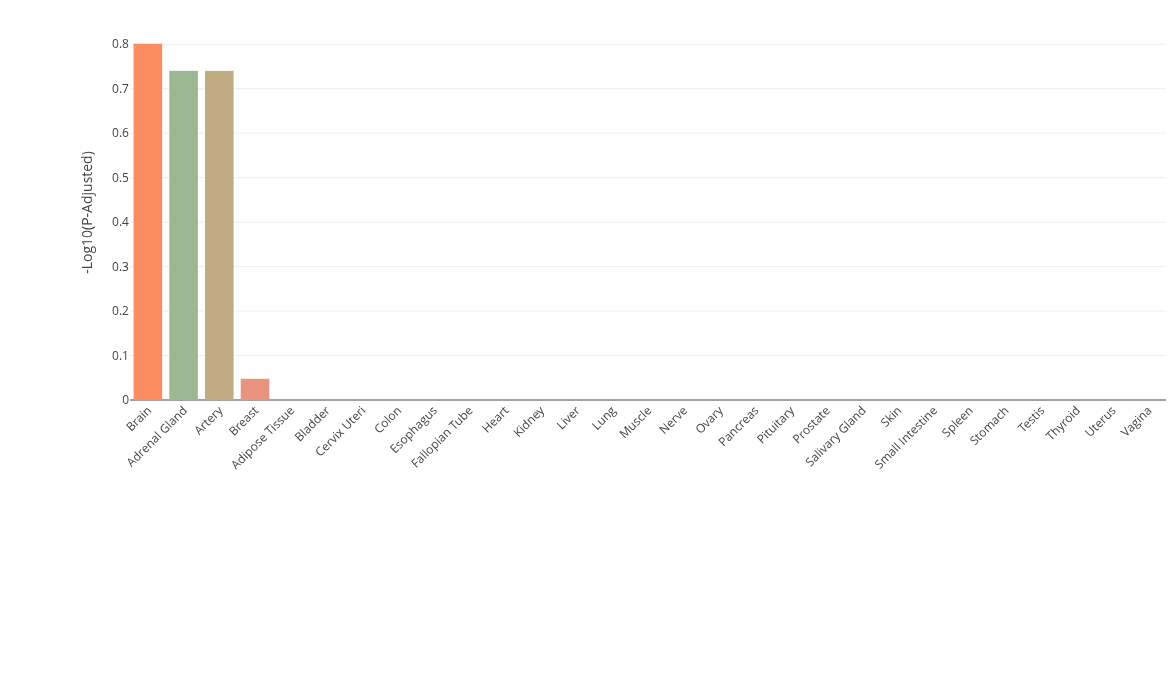 -Log10(P-Adjusted)
0.8
0.7
0.6
0.5
0.4
0.3
0.2
0.1
0
Brain
Adrenal Gland
Artery
Breast
Adipose Tissue
Bladder
Cervix Uteri
Colon
Esophagus
Fallopian Tube
Heart
Kidney
Liver
Lung
Muscle
Nerve
Ovary
Pancreas
Pituitary
Prostate
Salivary Gland
Skin
Small Intestine
Spleen
Stomach
Testis
Thyroid
Uterus
Vagina